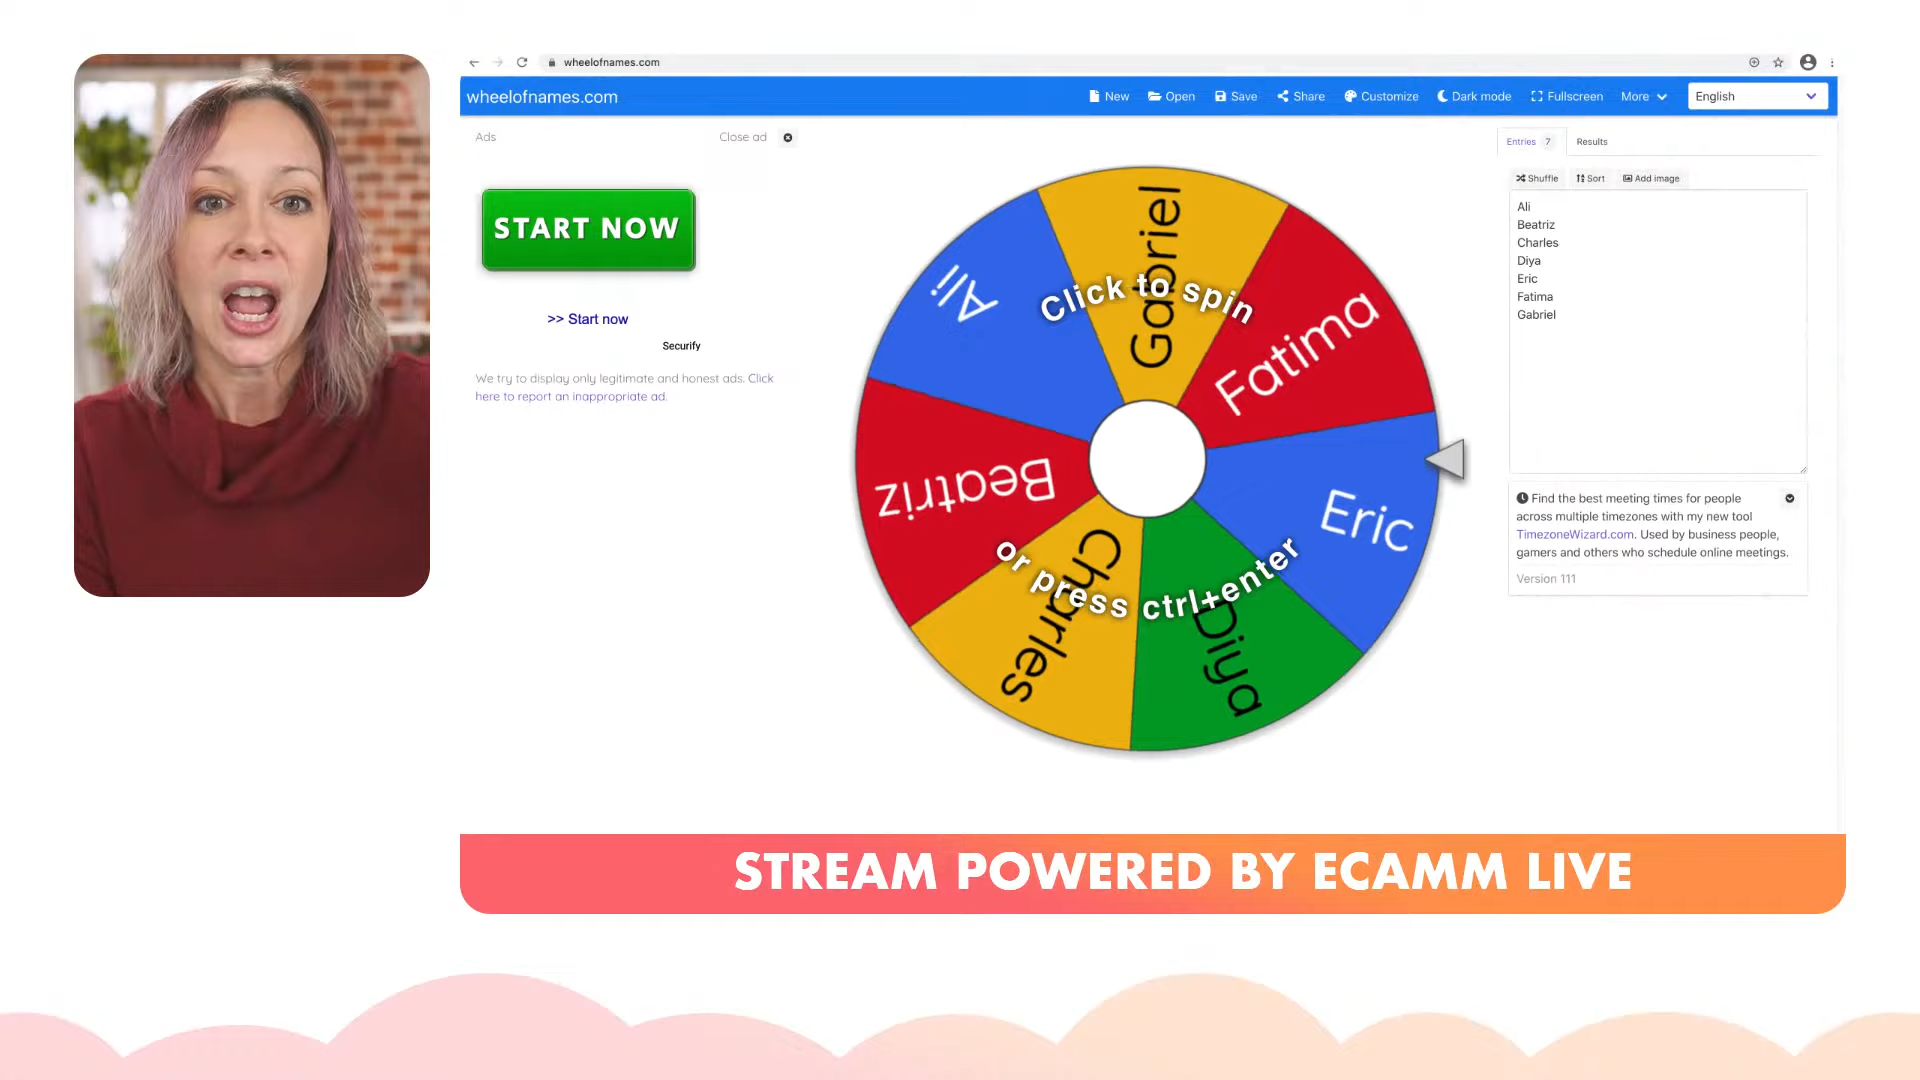 wheelofnames.com
wheelofnames.com
New Open Save Share Customize Dark mode Fullscreen More English
Ads
Close ad
START NOW
>> Start now
Securify
We try to display only legitimate and honest ads. Click
here to report an inappropriate ad.
Gabriel
Fatima
Eric
Diya
Charles
Beatriz
Ali
Click to spin
or press ctrl+enter
Entries 7 Results
Shuffle Sort Add image
Ali
Beatriz
Charles
Diya
Eric
Fatima
Gabriel
Find the best meeting times for people
across multiple timezones with my new tool
TimezoneWizard.com. Used by business people,
gamers and others who schedule online meetings.
Version 111
STREAM POWERED BY ECAMM LIVE